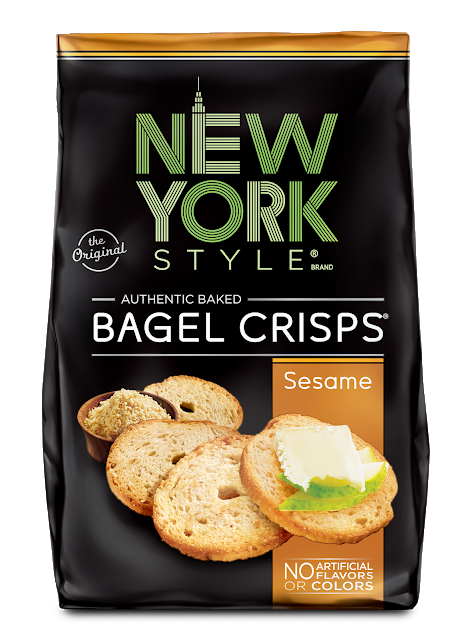 NEW
YORK
STYLE®
BRAND
the
Original
AUTHENTIC BAKED
BAGEL CRISPS®
Sesame
NO ARTIFICIAL
FLAVORS
OR COLORS